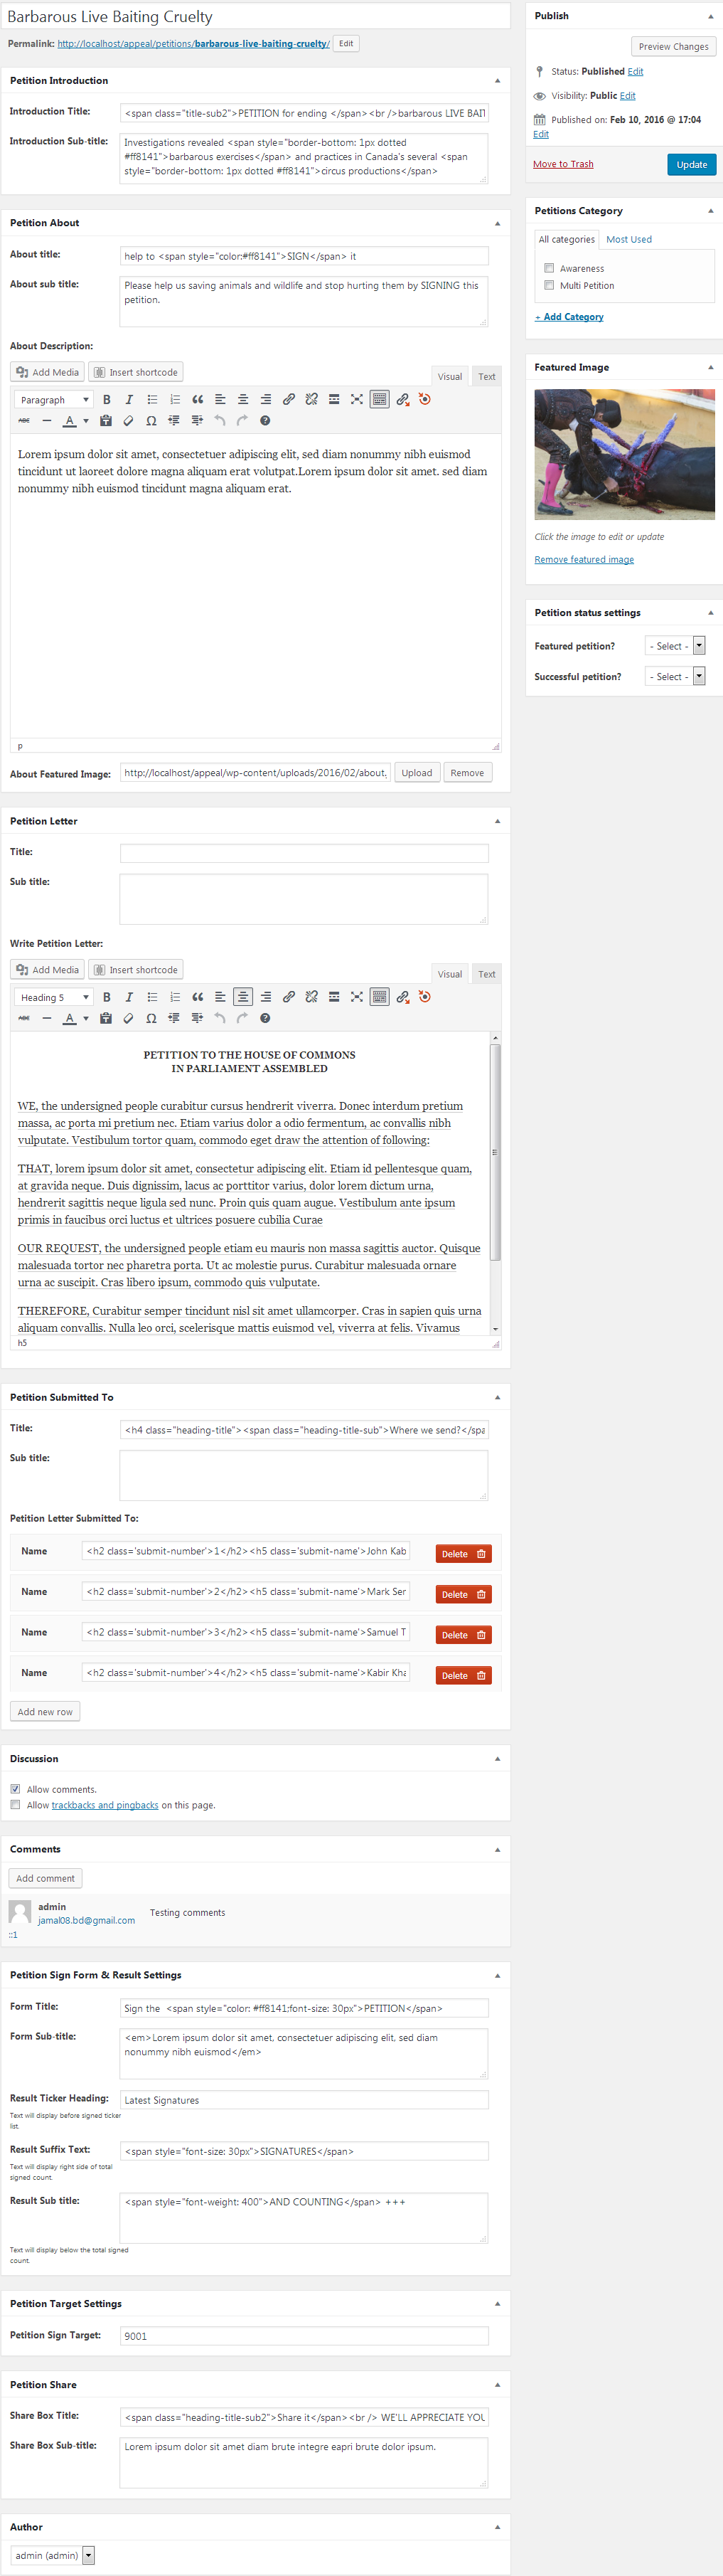 Barbarous Live Baiting Cruelty
Permalink: http://localhost/appeal/petitions/barbarous-live-baiting-cruelty/ Edit
Petition Introduction
Introduction Title: <span class="title-sub2">PETITION for ending </span><br />barbarous LIVE BAI
Introduction Sub-title: Investigations revealed <span style="border-bottom: 1px dotted
#ff8141">barbarous exercises</span> and practices in Canada's several <span
style="border-bottom: 1px dotted #ff8141">circus productions</span>
Petition About
About title: help to <span style="color:#ff8141">SIGN</span> it
About sub title: Please help us saving animals and wildlife and stop hurting them by SIGNING this
petition.
About Description:
Add Media Insert shortcode Visual Text
Paragraph
p
Lorem ipsum dolor sit amet, consectetuer adipiscing elit, sed diam nonummy nibh euismod
tincidunt ut laoreet dolore magna aliquam erat volutpat.Lorem ipsum dolor sit amet. sed diam
nonummy nibh euismod tincidunt magna aliquam erat.
About Featured Image: http://localhost/appeal/wp-content/uploads/2016/02/about. Upload Remove
Petition Letter
Title:
Sub title:
Write Petition Letter:
Add Media Insert shortcode Visual Text
Heading 5
PETITION TO THE HOUSE OF COMMONS
IN PARLIAMENT ASSEMBLED
WE, the undersigned people curabitur cursus hendrerit viverra. Donec interdum pretium
massa, ac porta mi pretium nec. Etiam varius dolor a odio fermentum, ac convallis nibh
vulputate. Vestibulum tortor quam, commodo eget draw the attention of following:
THAT, lorem ipsum dolor sit amet, consectetur adipiscing elit. Etiam id pellentesque quam,
at gravida neque. Duis dignissim, lacus ac porttitor varius, dolor lorem dictum urna,
hendrerit sagittis neque ligula sed nunc. Proin quis quam augue. Vestibulum ante ipsum
primis in faucibus orci luctus et ultrices posuere cubilia Curae
OUR REQUEST, the undersigned people etiam eu mauris non massa sagittis auctor. Quisque
malesuada tortor nec pharetra porta. Ut ac molestie purus. Curabitur malesuada ornare
urna ac suscipit. Cras libero ipsum, commodo quis vulputate.
THEREFORE, Curabitur semper tincidunt nisl sit amet ullamcorper. Cras in sapien quis urna
aliquam convallis. Nulla leo orci, scelerisque mattis euismod vel, viverra at felis. Vivamus
h5
Petition Submitted To
Title: <h4 class="heading-title"><span class="heading-title-sub">Where we send?</spa
Sub title:
Petition Letter Submitted To:
Name <h2 class='submit-number'>1</h2><h5 class='submit-name'>John Kab Delete
Name <h2 class='submit-number'>2</h2><h5 class='submit-name'>Mark Ser Delete
Name <h2 class='submit-number'>3</h2><h5 class='submit-name'>Samuel T Delete
Name <h2 class='submit-number'>4</h2><h5 class='submit-name'>Kabir Kha Delete
Add new row
Discussion
Allow comments.
Allow trackbacks and pingbacks on this page.
Comments
Add comment
admin
jamal08.bd@gmail.com Testing comments
::1
Petition Sign Form & Result Settings
Form Title: Sign the <span style="color: #ff8141;font-size: 30px">PETITION</span>
Form Sub-title: <em>Lorem ipsum dolor sit amet, consectetuer adipiscing elit, sed diam
nonummy nibh euismod</em>
Result Ticker Heading: Latest Signatures
Text will display before signed ticker
list.
Result Suffix Text: <span style="font-size: 30px">SIGNATURES</span>
Text will display right side of total
signed count.
Result Sub title: <span style="font-weight: 400">AND COUNTING</span> +++
Text will display below the total signed
count.
Petition Target Settings
Petition Sign Target: 9001
Petition Share
Share Box Title: <span class="heading-title-sub2">Share it</span><br /> WE'LL APPRECIATE YOU
Share Box Sub-title: Lorem ipsum dolor sit amet diam brute integre eapri brute dolor ipsum.
Author
admin (admin)
Publish
Preview Changes
Status: Published Edit
Visibility: Public Edit
Published on: Feb 10, 2016 @ 17:04
Edit
Move to Trash Update
Petitions Category
All categories Most Used
Awareness
Multi Petition
+ Add Category
Featured Image
Click the image to edit or update
Remove featured image
Petition status settings
Featured petition? - Select -
Successful petition? - Select -